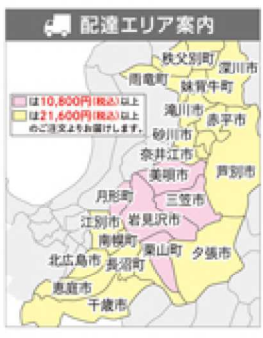 配達エリア案内
は10,800円(税込)以上
は21,600円(税込)以上
のご注文よりお届けします。
秩父別町
深川市
雨竜町
妹背牛町
滝川市
赤平市
砂川市
奈井江市
芦別市
美唄市
三笠市
月形町
岩見沢市
江別市
南幌町
栗山町
夕張市
北広島市
長沼町
恵庭市
千歳市